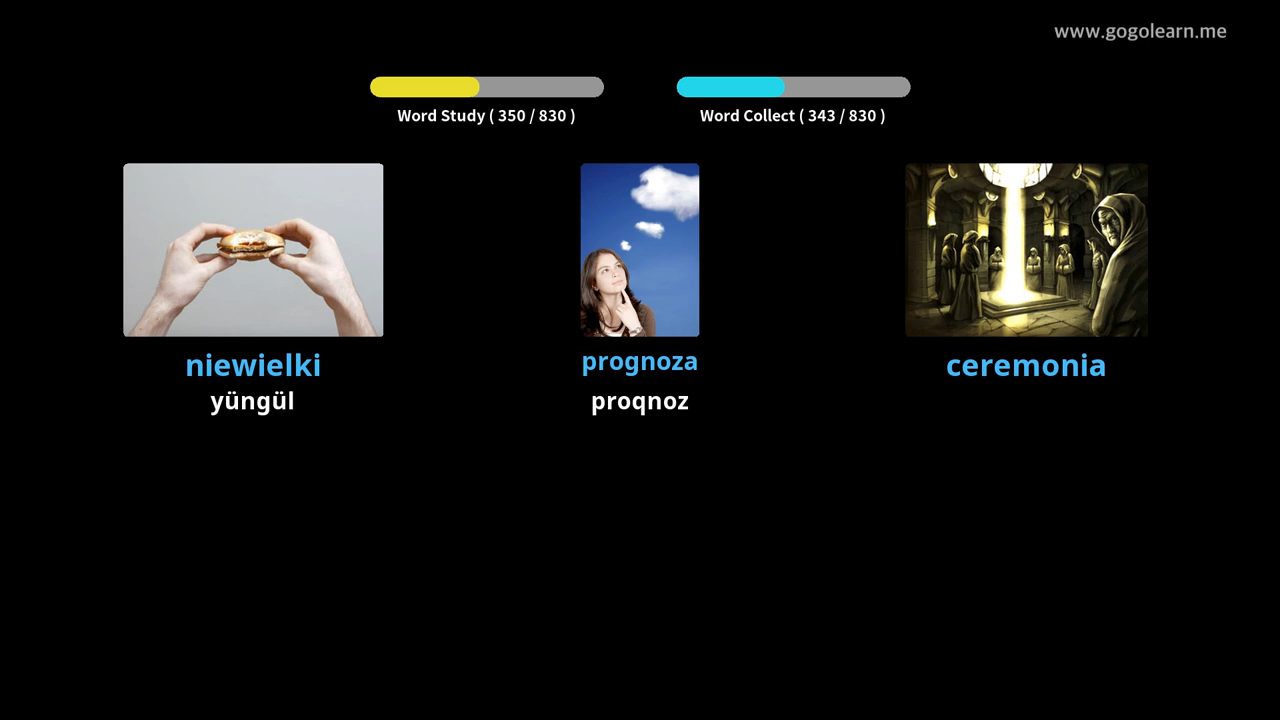 www.gogolearn.me
Word Study ( 350 / 830 )
Word Collect ( 343 / 830 )
niewielki
prognoza
ceremonia
yüngül
proqnoz